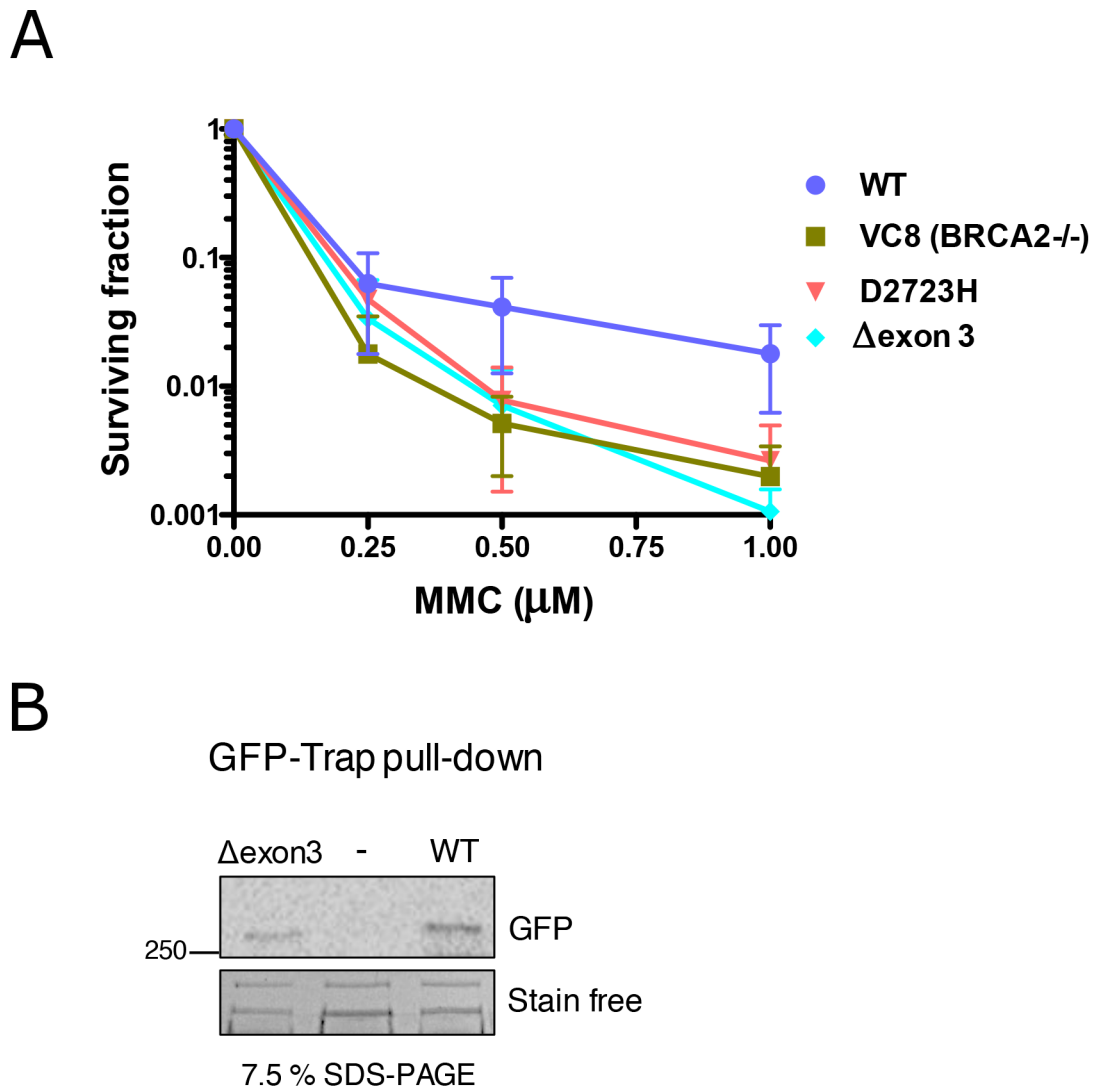 A
1
0.1
0.01
0.001
Surviving fraction
0.00 0.25 0.50 0.75 1.00
MMC (μM)
WT
VC8 (BRCA2-/-)
D2723H
Δexon 3
B
GFP-Trap pull-down
Δexon3 - WT
GFP
250
Stain free
7.5 % SDS-PAGE